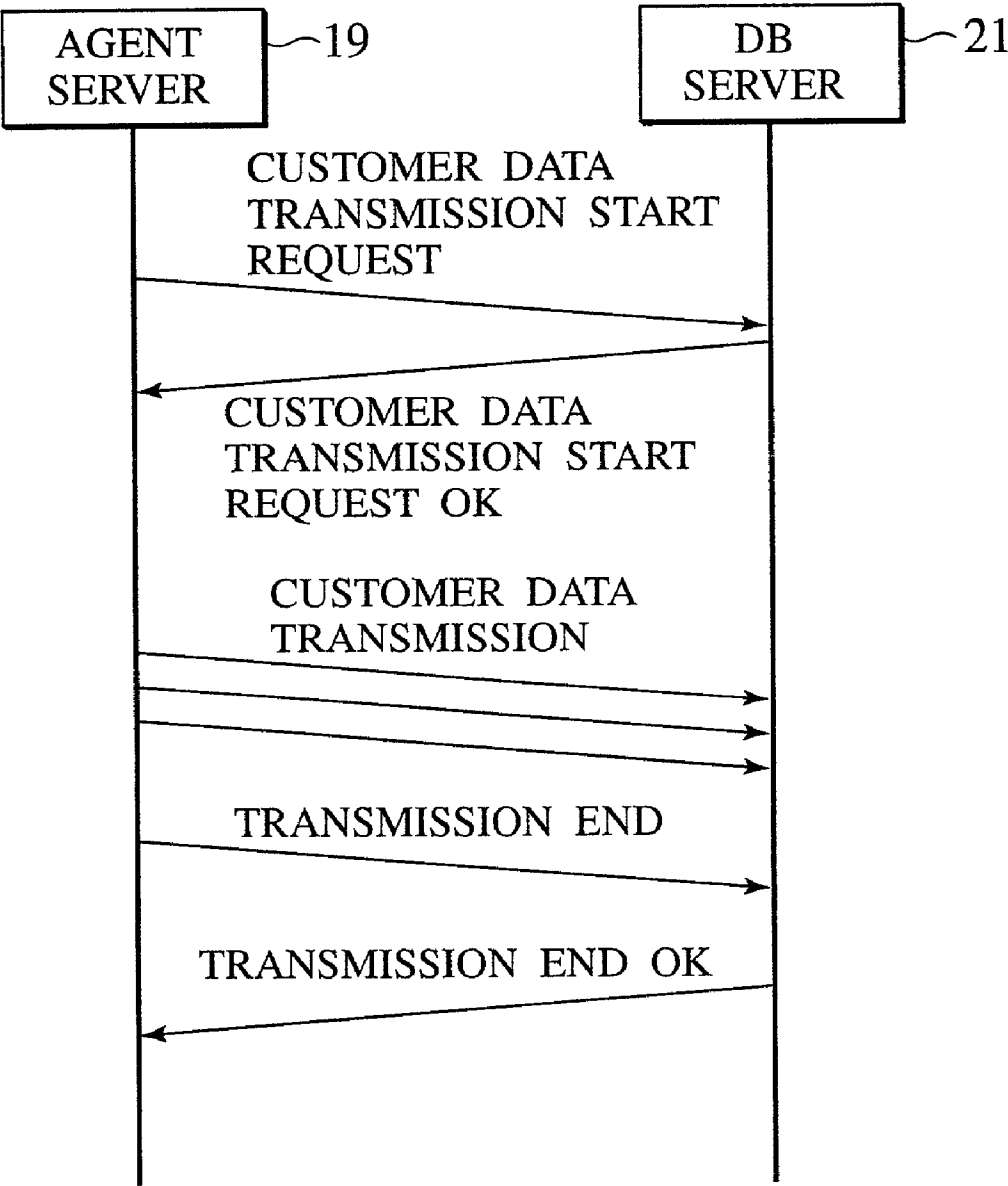 AGENT
SERVER
19
DB
SERVER
21
CUSTOMER DATA
TRANSMISSION START
REQUEST
CUSTOMER DATA
TRANSMISSION START
REQUEST OK
CUSTOMER DATA
TRANSMISSION
TRANSMISSION END
TRANSMISSION END OK